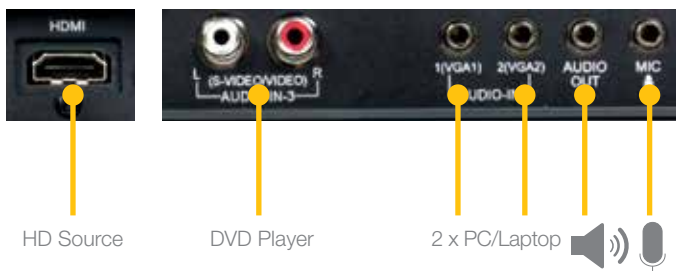 HDMI
L (S-VIDEO/VIDEO) R
AUDIO IN-3
1(VGA1) 2(VGA2)
AUDIO-IN
AUDIO OUT
MIC
HD Source
DVD Player
2 x PC/Laptop